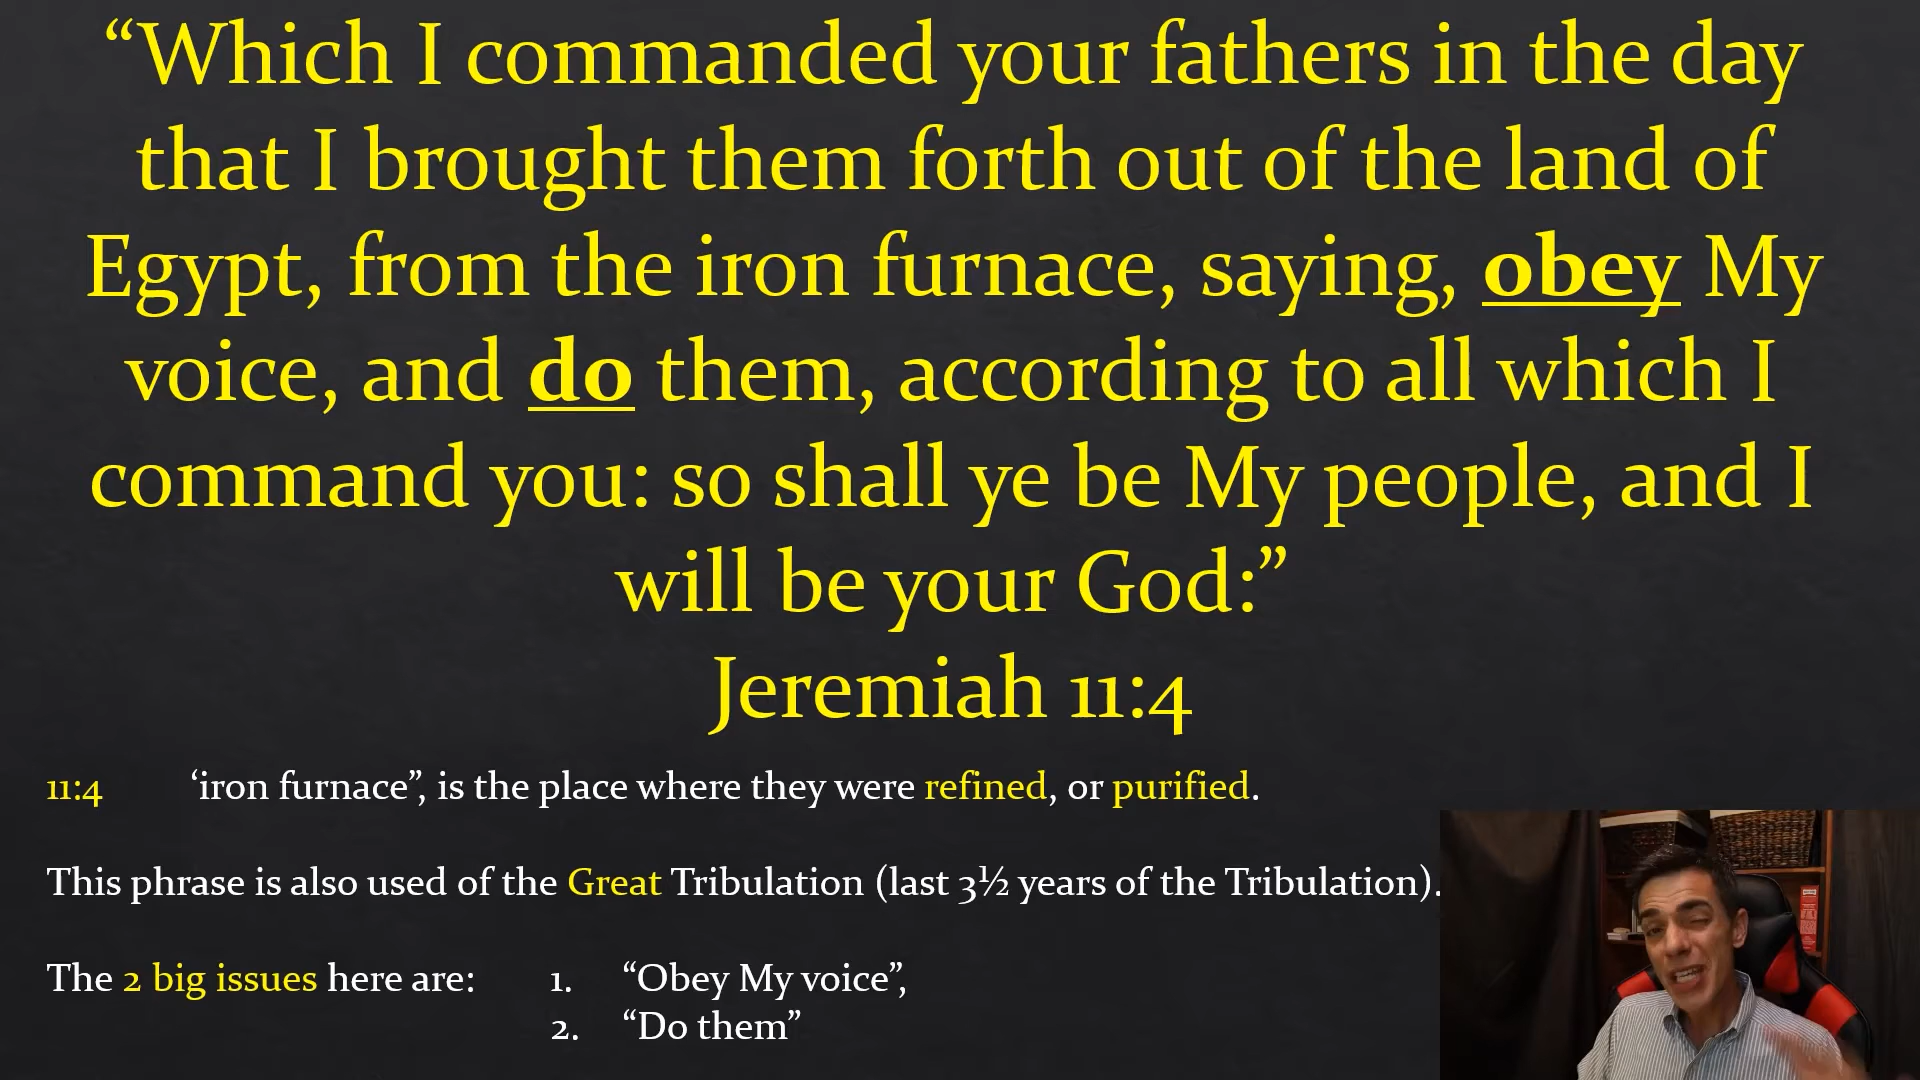 “Which I commanded your fathers in the day
that I brought them forth out of the land of
Egypt, from the iron furnace, saying, obey My
voice, and do them, according to all which I
command you: so shall ye be My people, and I
will be your God:”
Jeremiah 11:4
11:4 ‘iron furnace”, is the place where they were refined, or purified.
This phrase is also used of the Great Tribulation (last 3½ years of the Tribulation).
The 2 big issues here are: 1. “Obey My voice”,
2. “Do them”